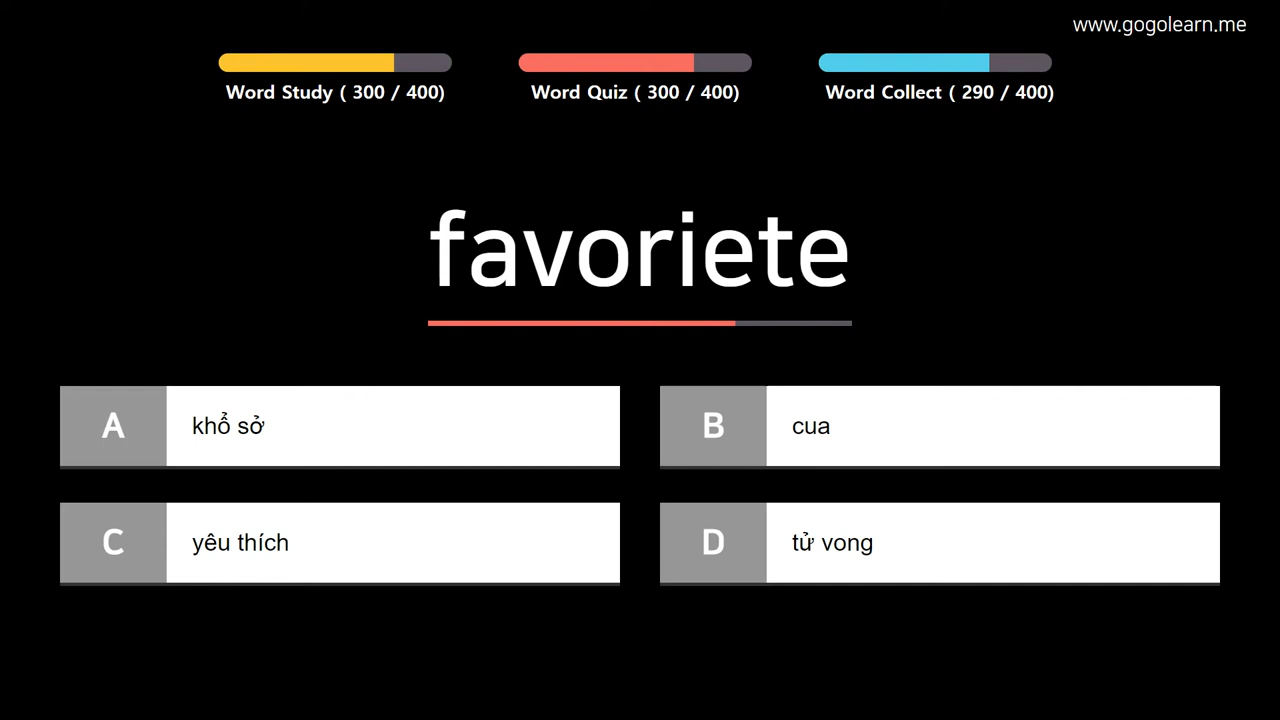 www.gogolearn.me
Word Study ( 300 / 400)
Word Quiz ( 300 / 400)
Word Collect ( 290 / 400)
favoriete
A khổ sở
B cua
C yêu thích
D tử vong